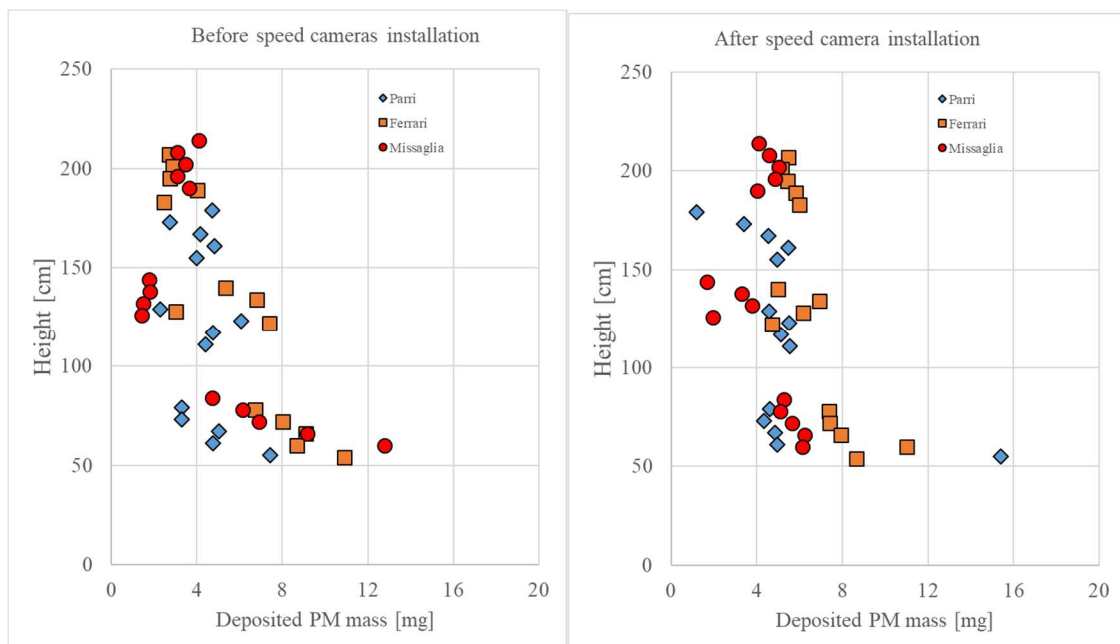 Before speed cameras installation
250
200
150
100
50
0
Height [cm]
Parri
Ferrari
Missaglia
0 4 8 12 16 20
Deposited PM mass [mg]
After speed camera installation
250
200
150
100
50
0
Height [cm]
Parri
Ferrari
Missaglia
0 4 8 12 16 20
Deposited PM mass [mg]